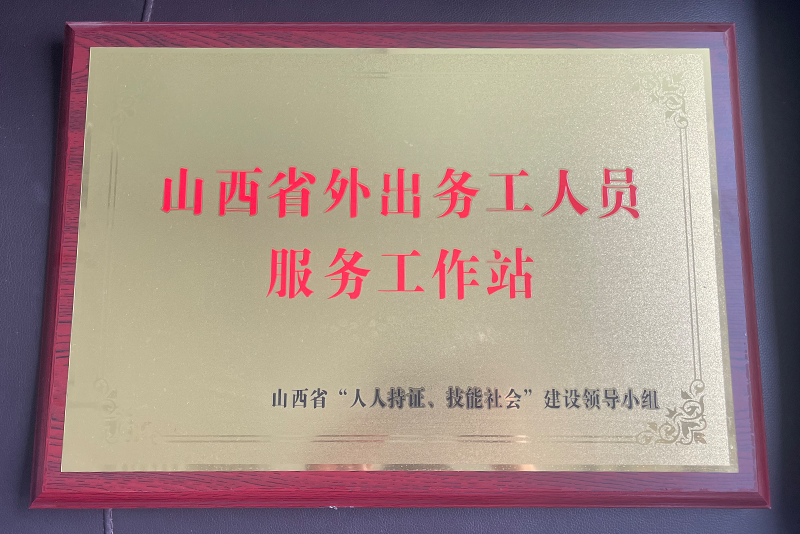 山西省外出务工人员
服务工作站
山西省“人人持证、技能社会”建设领导小组